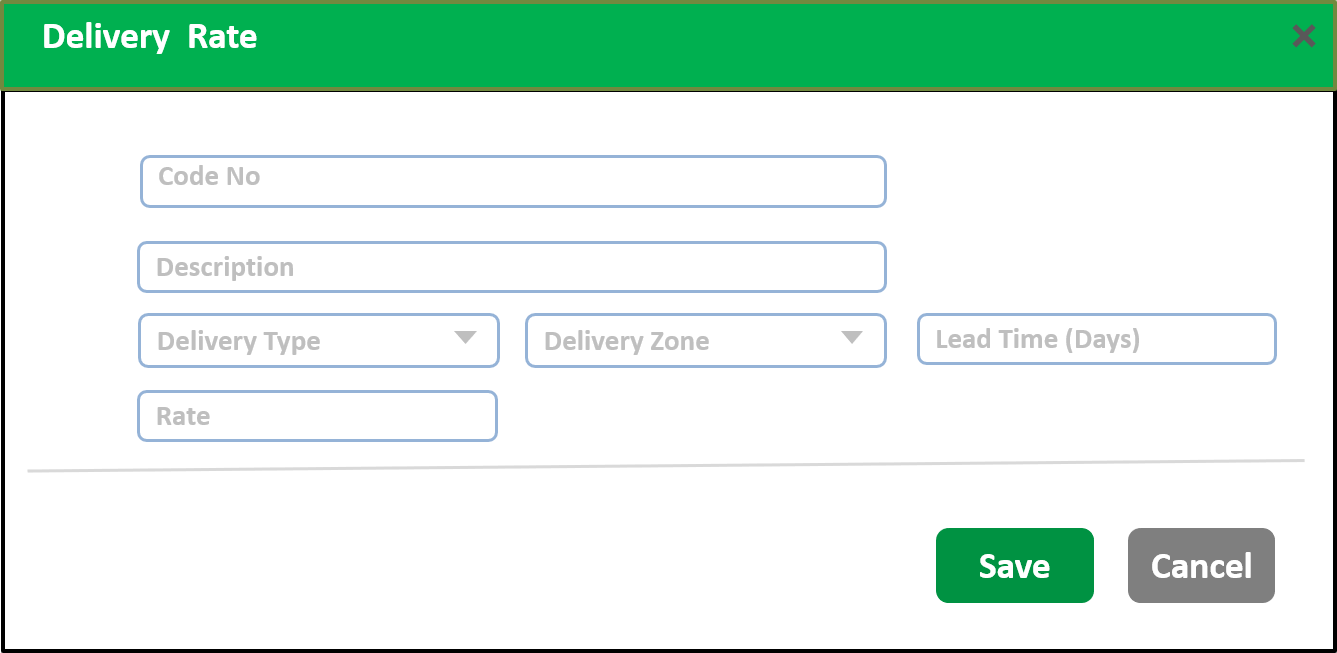 Delivery Rate
Code No
Description
Delivery Type Delivery Zone Lead Time (Days)
Rate
Save Cancel